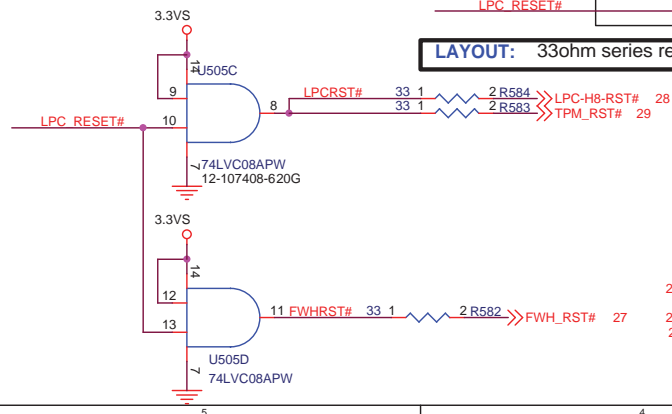 LPC_RESET#
3.3VS
LAYOUT: 33ohm series re
14
U505C
9
LPCRST# 33 1 2 R584 LPC-H8-RST# 28
8
33 1 2 R583 TPM_RST# 29
LPC_RESET# 10
7 74LVC08APW
12-107408-620G
3.3VS
14
12
11 FWHRST# 33 1 2 R582 FWH_RST# 27
13
U505D
7
74LVC08APW
5 4